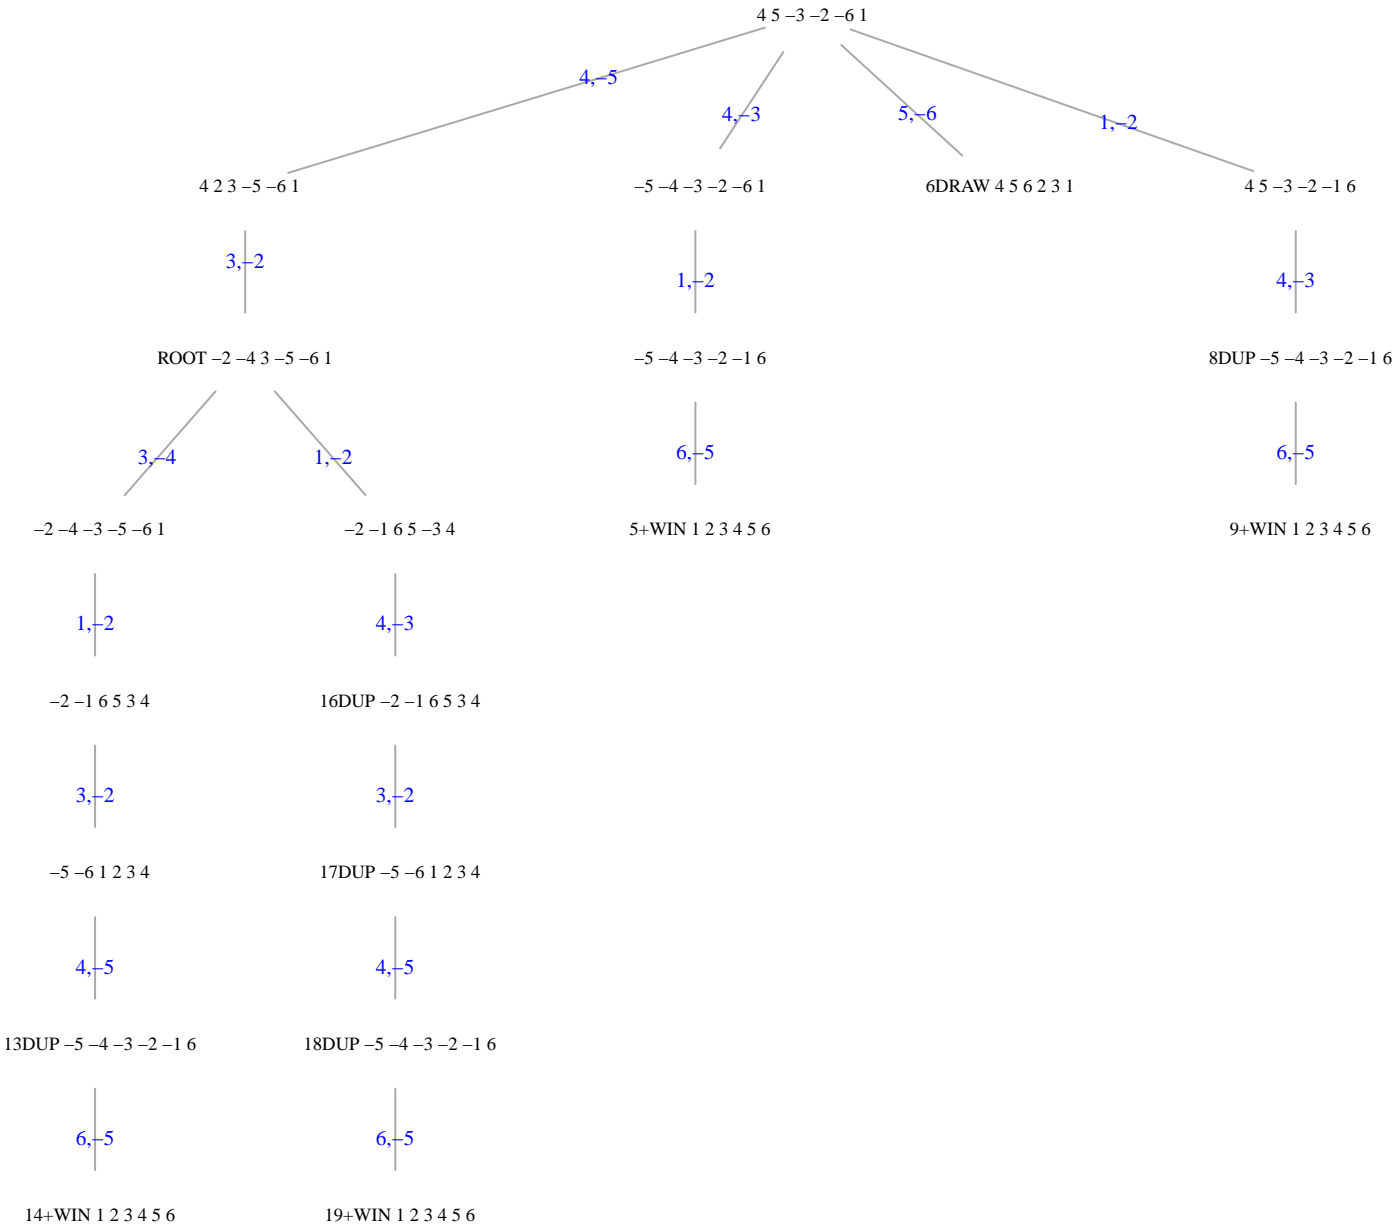 4 5 −3 −2 −6 1
4,−5
4,−3
5,−6
1,−2
4 2 3 −5 −6 1
−5 −4 −3 −2 −6 1
6DRAW 4 5 6 2 3 1
4 5 −3 −2 −1 6
3,−2
1,−2
4,−3
ROOT −2 −4 3 −5 −6 1
−5 −4 −3 −2 −1 6
8DUP −5 −4 −3 −2 −1 6
3,−4
1,−2
6,−5
6,−5
−2 −4 −3 −5 −6 1
−2 −1 6 5 −3 4
5+WIN 1 2 3 4 5 6
9+WIN 1 2 3 4 5 6
1,−2
4,−3
−2 −1 6 5 3 4
16DUP −2 −1 6 5 3 4
3,−2
3,−2
−5 −6 1 2 3 4
17DUP −5 −6 1 2 3 4
4,−5
4,−5
13DUP −5 −4 −3 −2 −1 6
18DUP −5 −4 −3 −2 −1 6
6,−5
6,−5
14+WIN 1 2 3 4 5 6
19+WIN 1 2 3 4 5 6